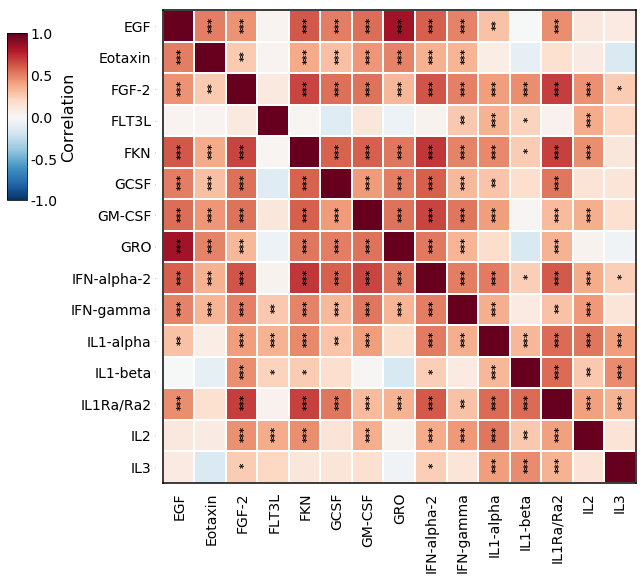 EGF
Eotaxin
FGF-2
FLT3L
FKN
GCSF
GM-CSF
GRO
IFN-alpha-2
IFN-gamma
IL1-alpha
IL1-beta
IL1Ra/Ra2
IL2
IL3
1.0
0.5
0.0
-0.5
-1.0
Correlation
EGF
Eotaxin
FGF-2
FLT3L
FKN
GCSF
GM-CSF
GRO
IFN-alpha-2
IFN-gamma
IL1-alpha
IL1-beta
IL1Ra/Ra2
IL2
IL3